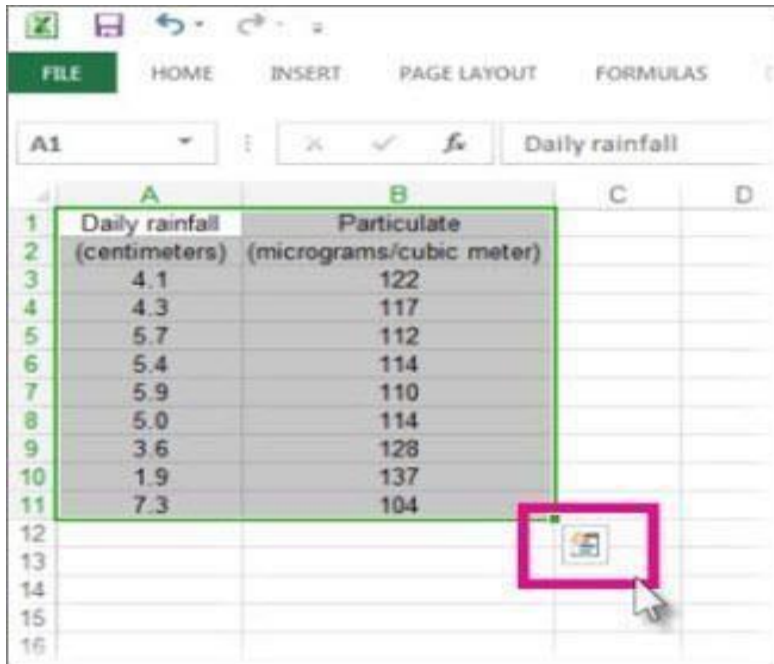 FILE HOME INSERT PAGE LAYOUT FORMULAS
A1 fx Daily rainfall
A B C D
1 Daily rainfall Particulate
2 (centimeters) (micrograms/cubic meter)
3 4.1 122
4 4.3 117
5 5.7 112
6 5.4 114
7 5.9 110
8 5.0 114
9 3.6 128
10 1.9 137
11 7.3 104
12
13
14
15
16